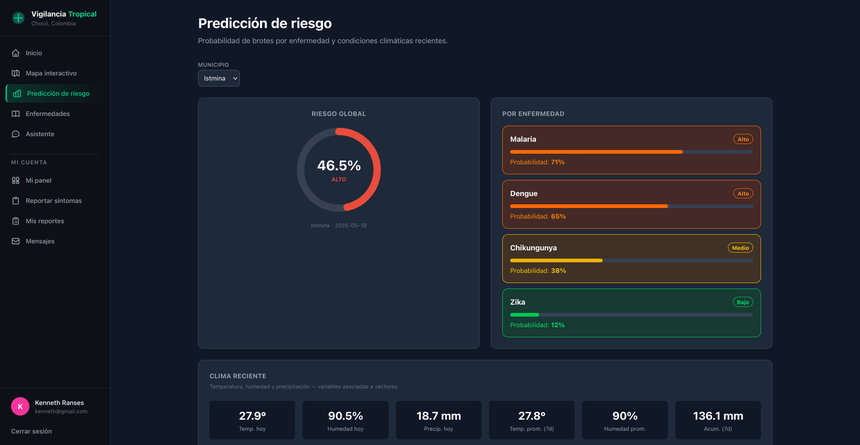 Vigilancia Tropical
Chocó, Colombia
Inicio
Mapa interactivo
Predicción de riesgo
Enfermedades
Asistente
MI CUENTA
Mi panel
Reportar síntomas
Mis reportes
Mensajes
K
Kenneth Ranses
kenneth@gmail.com
Cerrar sesión
Predicción de riesgo
Probabilidad de brotes por enfermedad y condiciones climáticas recientes.
MUNICIPIO
Istmina
RIESGO GLOBAL
46.5%
ALTO
Istmina · 2026-05-19
POR ENFERMEDAD
Malaria Alto
Probabilidad: 71%
Dengue Alto
Probabilidad: 65%
Chikungunya Medio
Probabilidad: 38%
Zika Bajo
Probabilidad: 12%
CLIMA RECIENTE
Temperatura, humedad y precipitación — variables asociadas a vectores.
27.9° 90.5% 18.7 mm 27.8° 90% 136.1 mm
Temp. hoy Humedad hoy Precip. hoy Temp. prom. (7d) Humedad prom. Acum. (7d)